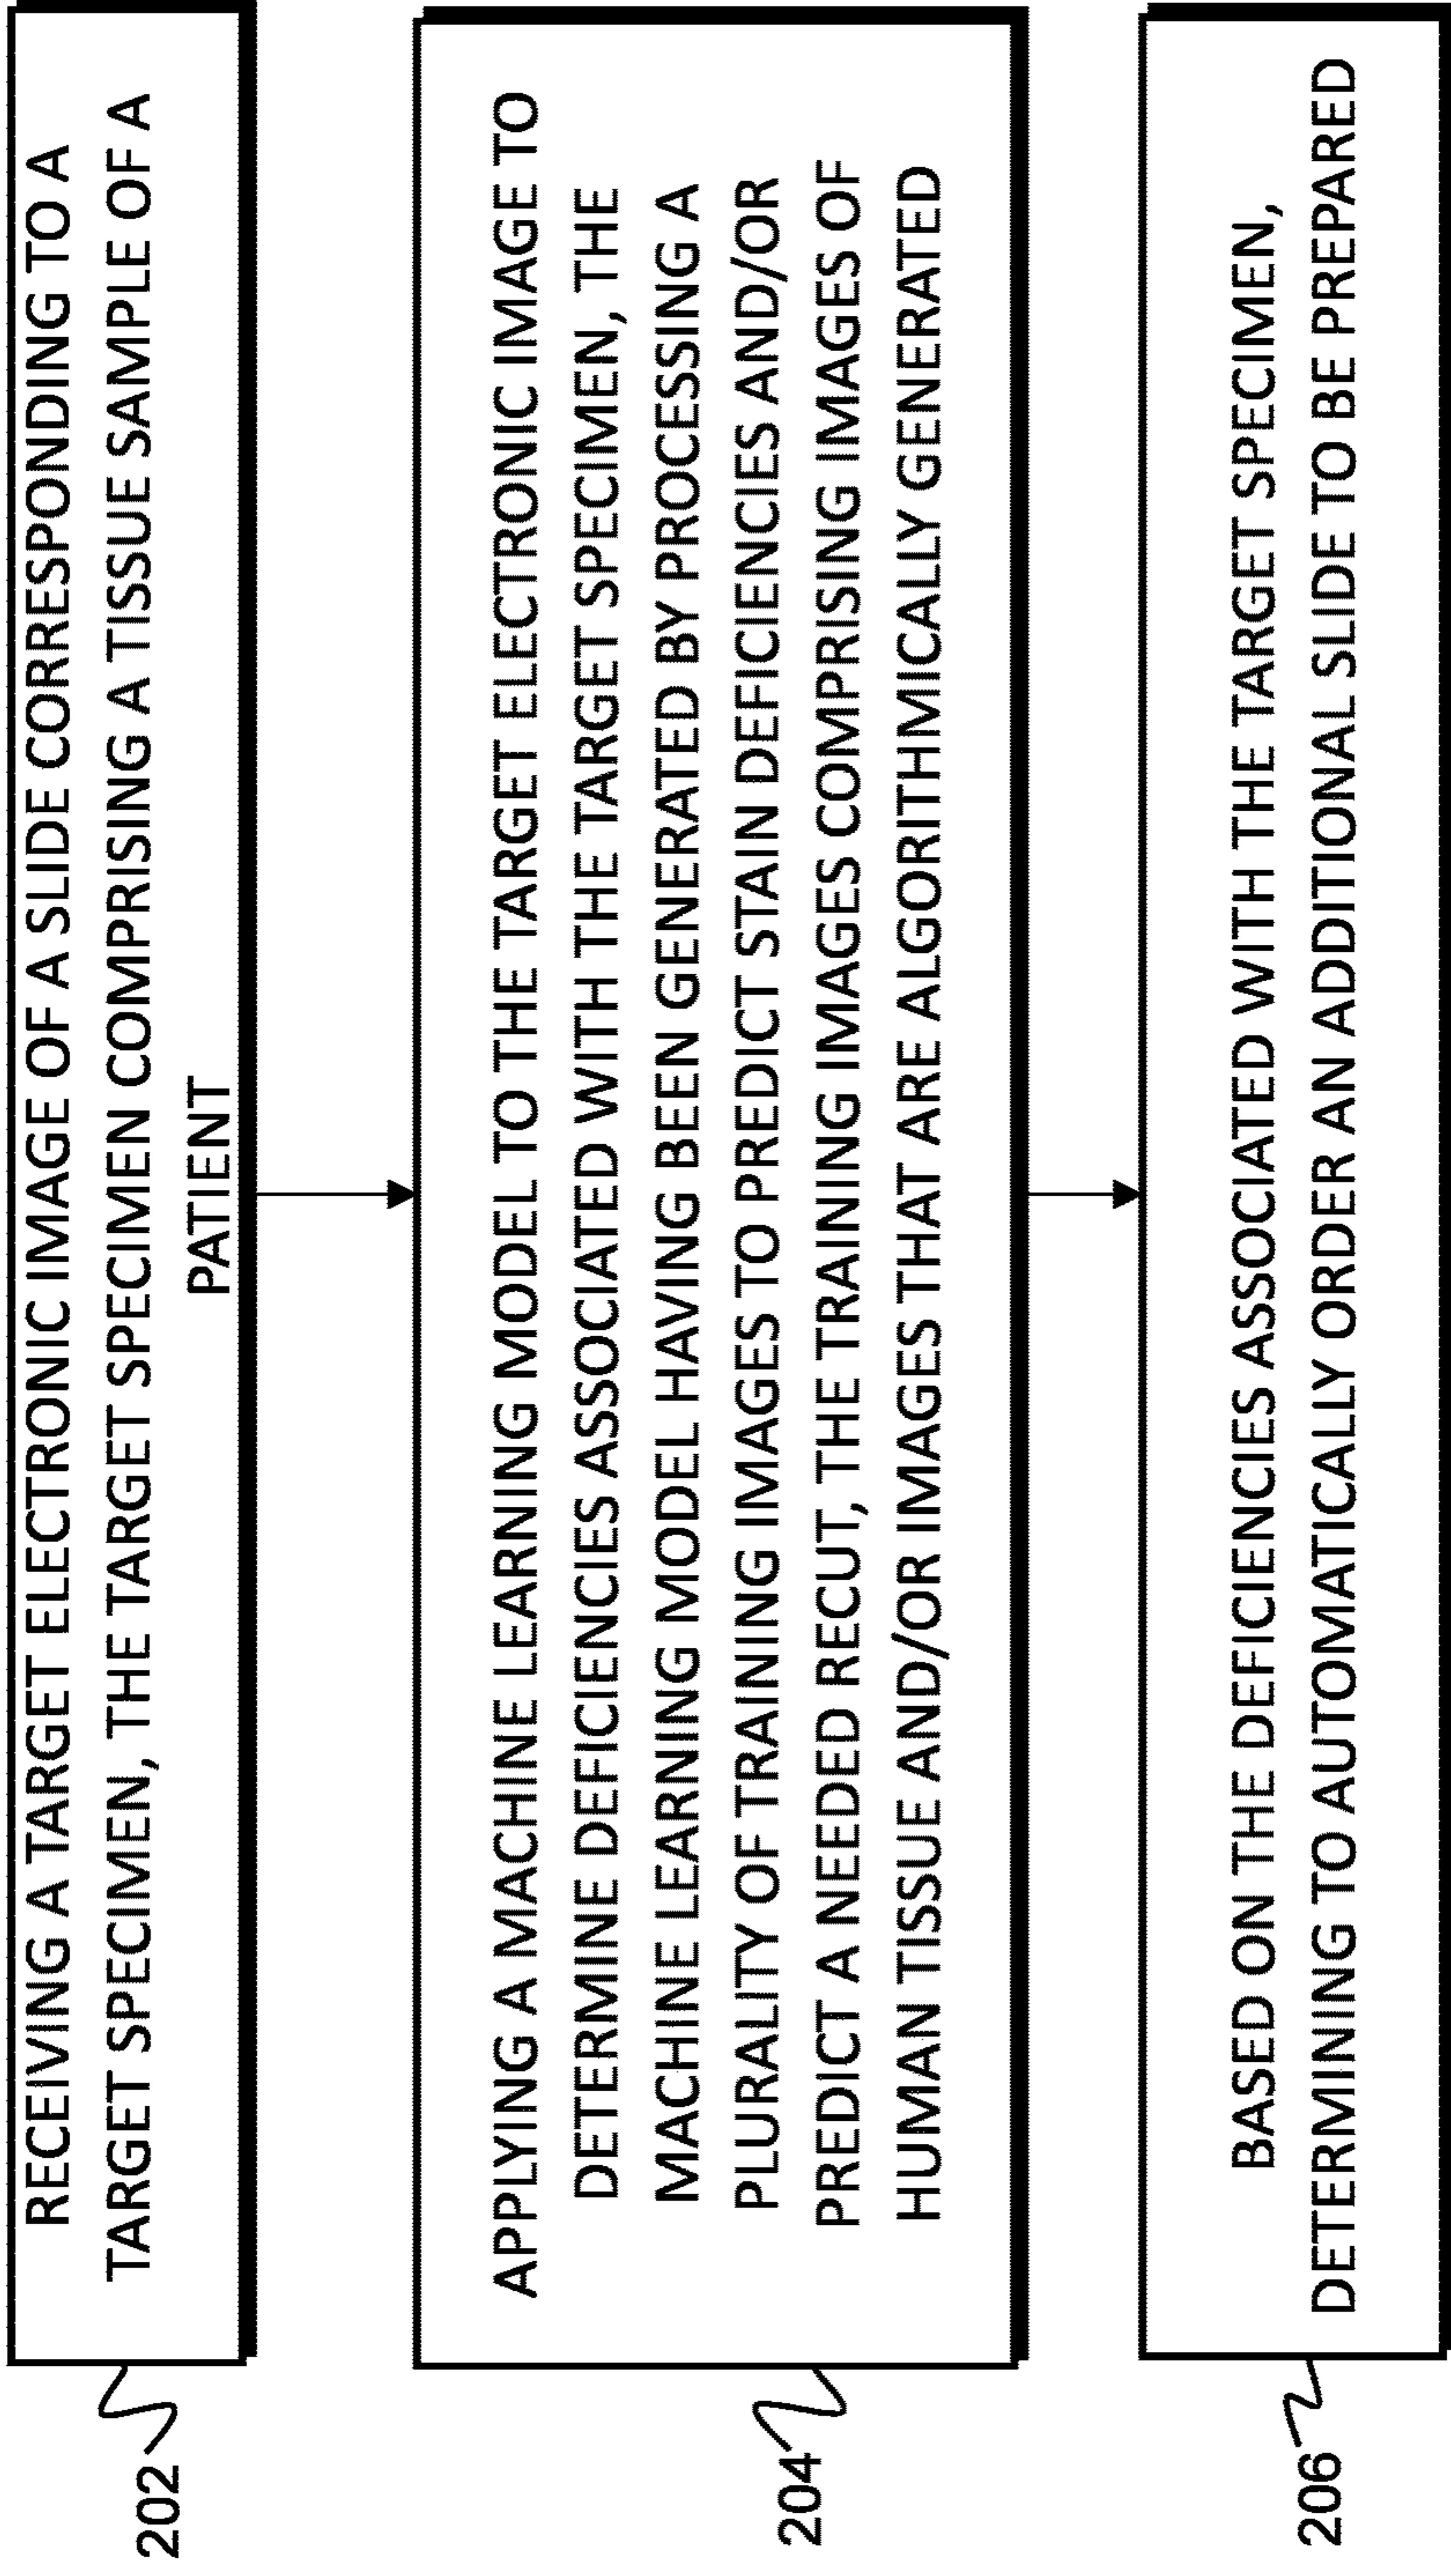 RECEIVING A TARGET ELECTRONIC IMAGE OF A SLIDE CORRESPONDING TO A
TARGET SPECIMEN, THE TARGET SPECIMEN COMPRISING A TISSUE SAMPLE OF A
PATIENT
202
APPLYING A MACHINE LEARNING MODEL TO THE TARGET ELECTRONIC IMAGE TO
DETERMINE DEFICIENCIES ASSOCIATED WITH THE TARGET SPECIMEN, THE
MACHINE LEARNING MODEL HAVING BEEN GENERATED BY PROCESSING A
PLURALITY OF TRAINING IMAGES TO PREDICT STAIN DEFICIENCIES AND/OR
PREDICT A NEEDED RECUT, THE TRAINING IMAGES COMPRISING IMAGES OF
HUMAN TISSUE AND/OR IMAGES THAT ARE ALGORITHMICALLY GENERATED
204
BASED ON THE DEFICIENCIES ASSOCIATED WITH THE TARGET SPECIMEN,
DETERMINING TO AUTOMATICALLY ORDER AN ADDITIONAL SLIDE TO BE PREPARED
206